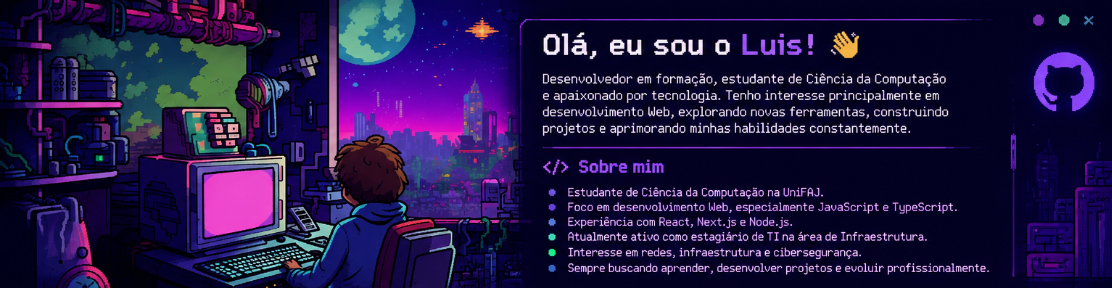 Olá, eu sou o Luis! 👋
Desenvolvedor em formação, estudante de Ciência da Computação
e apaixonado por tecnologia. Tenho interesse principalmente em
desenvolvimento Web, explorando novas ferramentas, construindo
projetos e aprimorando minhas habilidades constantemente.
</> Sobre mim
Estudante de Ciência da Computação na UniFAJ.
Foco em desenvolvimento Web, especialmente JavaScript e TypeScript.
Experiência com React, Next.js e Node.js.
Atualmente ativo como estagiário de TI na área de Infraestrutura.
Interesse em redes, infraestrutura e cibersegurança.
Sempre buscando aprender, desenvolver projetos e evoluir profissionalmente.